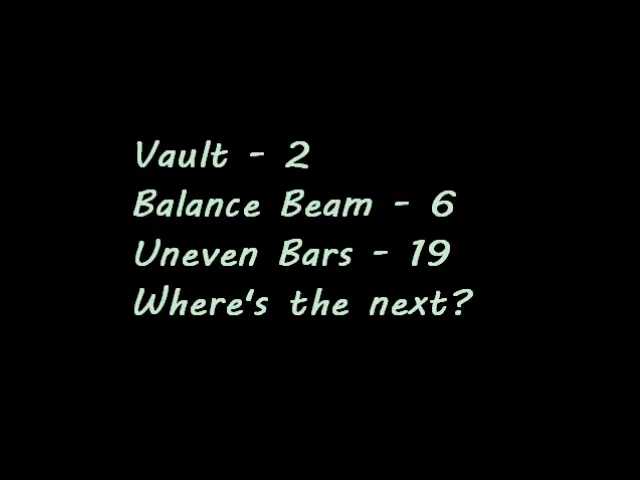 Vault - 2
Balance Beam - 6
Uneven Bars - 19
Where's the next?